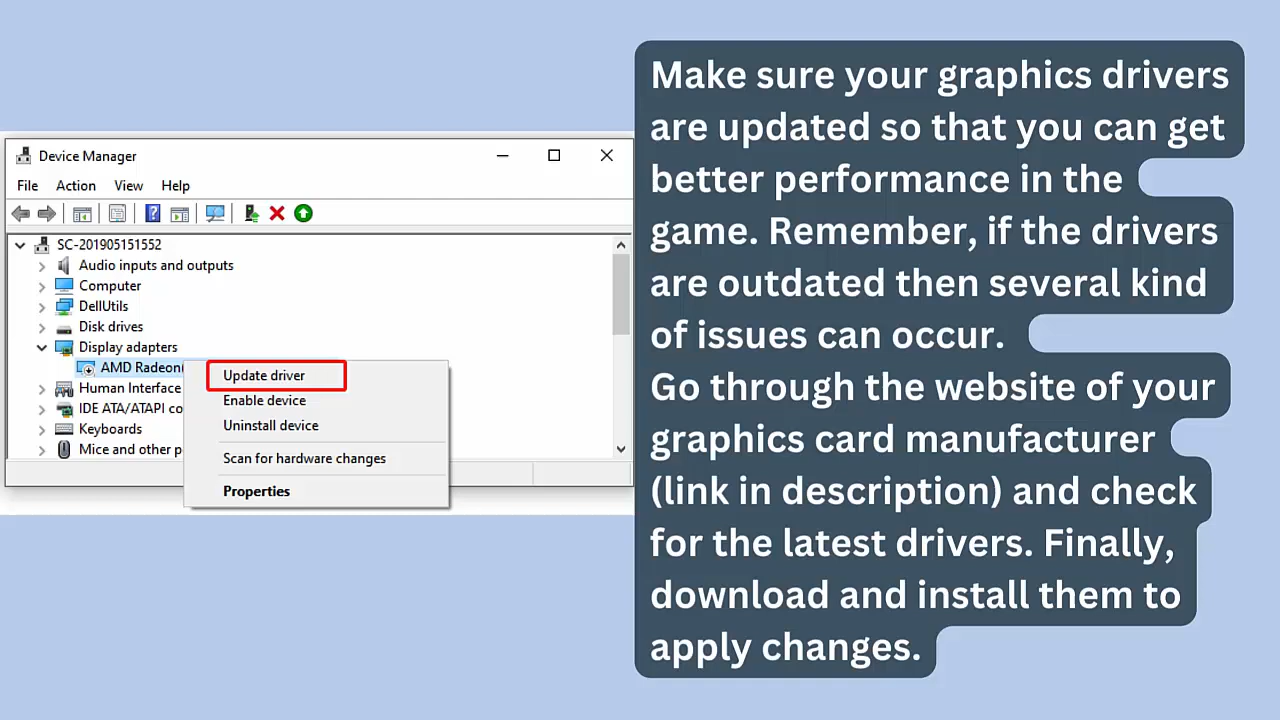 Device Manager
File Action View Help
SC-201905151552
Audio inputs and outputs
Computer
DellUtils
Disk drives
Display adapters
AMD Radeon(
Human Interface
IDE ATA/ATAPI co
Keyboards
Mice and other p
Update driver
Enable device
Uninstall device
Scan for hardware changes
Properties
Make sure your graphics drivers
are updated so that you can get
better performance in the
game. Remember, if the drivers
are outdated then several kind
of issues can occur.
Go through the website of your
graphics card manufacturer
(link in description) and check
for the latest drivers. Finally,
download and install them to
apply changes.